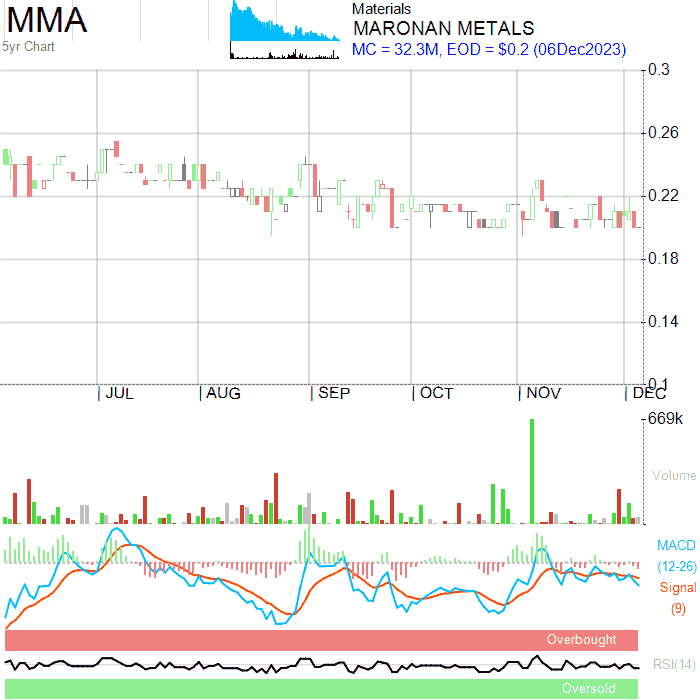 MMA
5yr Chart
Materials
MARONAN METALS
MC = 32.3M, EOD = $0.2 (06Dec2023)
0.3
0.26
0.22
0.18
0.14
0.1
JUL AUG SEP OCT NOV DEC
669k
Volume
MACD
(12-26)
Signal
(9)
Overbought
RSI(14)
Oversold